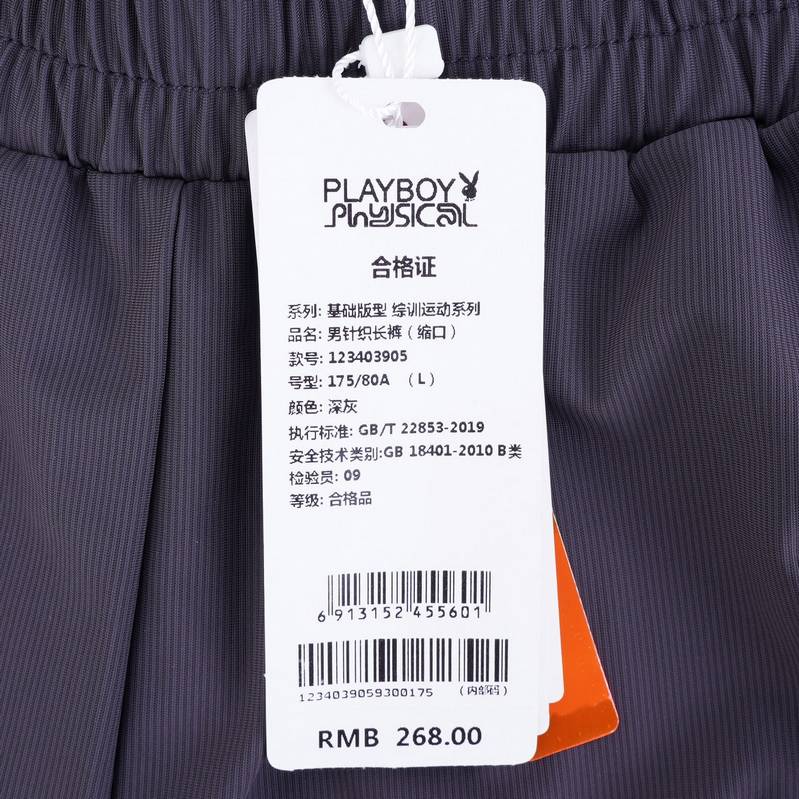 PLAYBOY
PhYSICAL
合格证
系列: 基础版型 综训运动系列
品名: 男针织长裤（缩口）
款号: 123403905
号型: 175/80A （L）
颜色: 深灰
执行标准: GB/T 22853-2019
安全技术类别:GB 18401-2010 B类
检验员: 09
等级: 合格品
6 913152 455601
1234039059300175 (内部码)
RMB 268.00